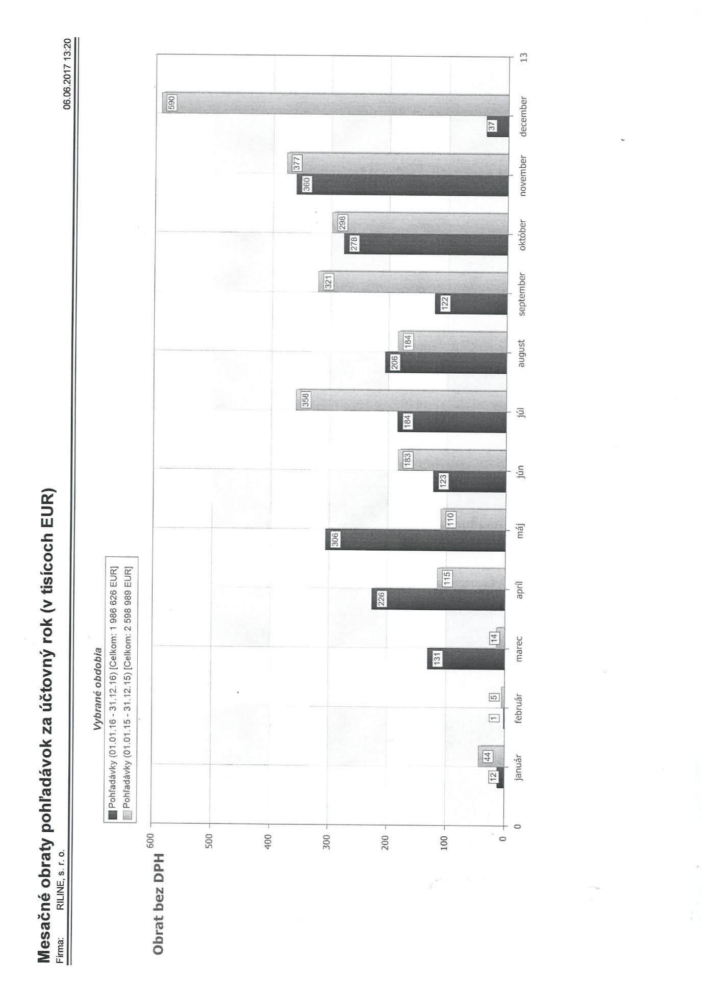 Mesačné obraty pohľadávok za účtovný rok (v tisícoch EUR)
Firma: RILINE, s. r. o. 06.06.2017 13:20
Vybrané obdobia
Pohľadávky (01.01.16 - 31.12.16) [Celkom: 1 986 626 EUR]
Pohľadávky (01.01.15 - 31.12.15) [Celkom: 2 598 989 EUR]
Obrat bez DPH
600
500
400
300
200
100
0
12 44
1 5
131 14
226 115
306 110
123 183
184 358
206 184
122 321
278 298
360 377
37 590
0 január február marec apríl máj jún júl august september október november december 13